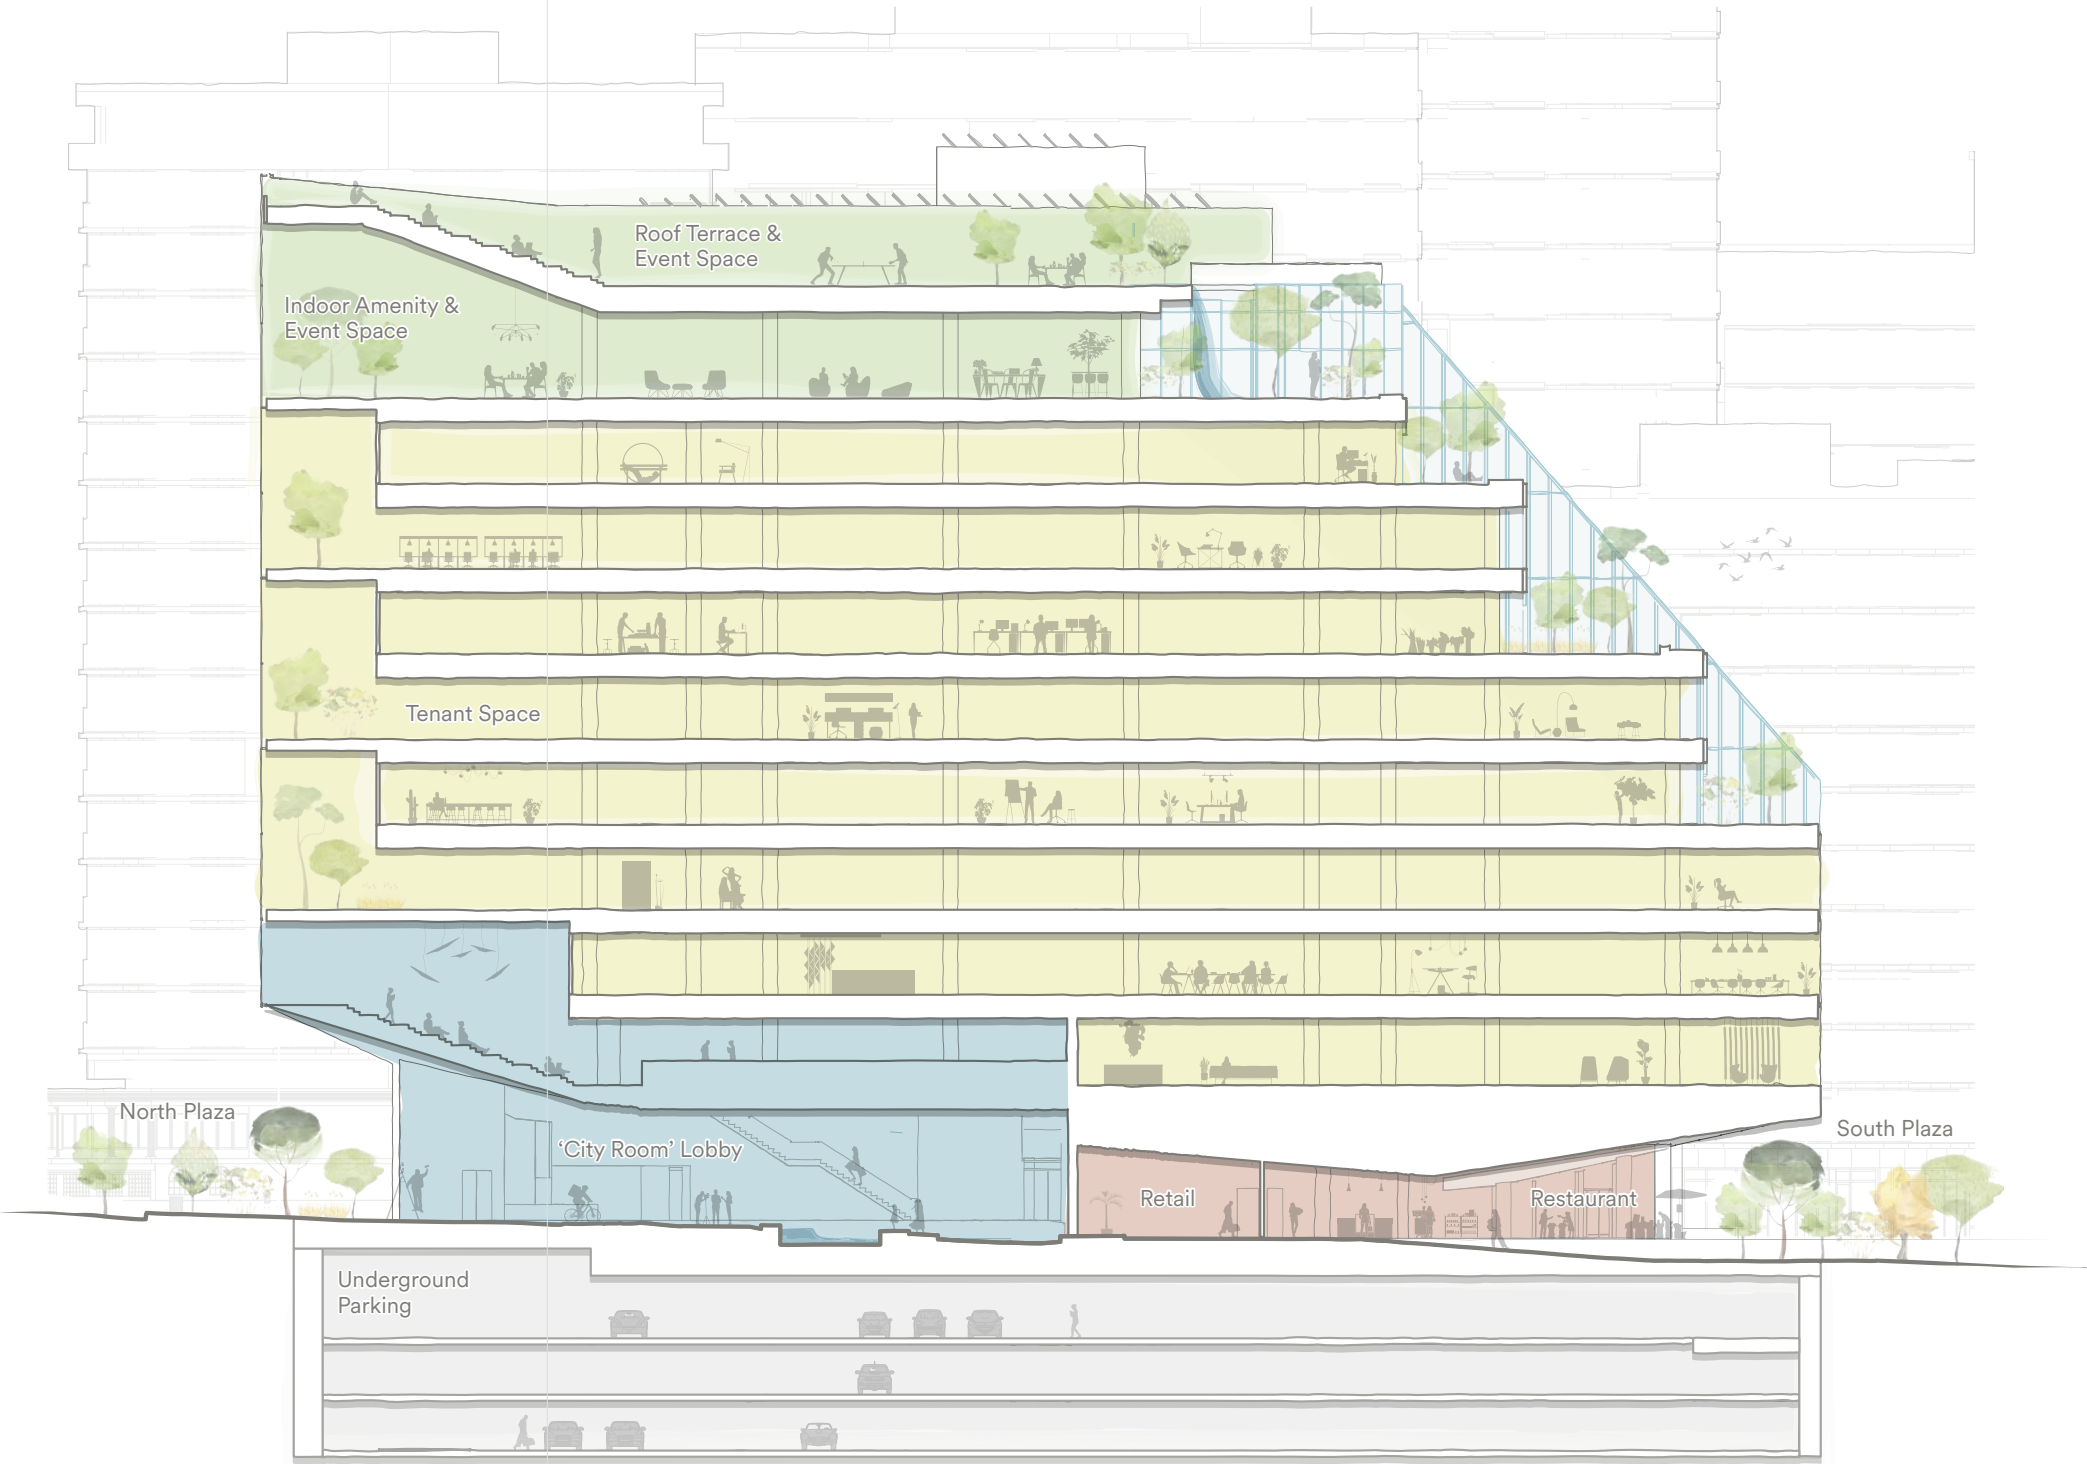 Roof Terrace &
Event Space
Indoor Amenity &
Event Space
Tenant Space
North Plaza
South Plaza
‘City Room’ Lobby
Retail
Restaurant
Underground
Parking